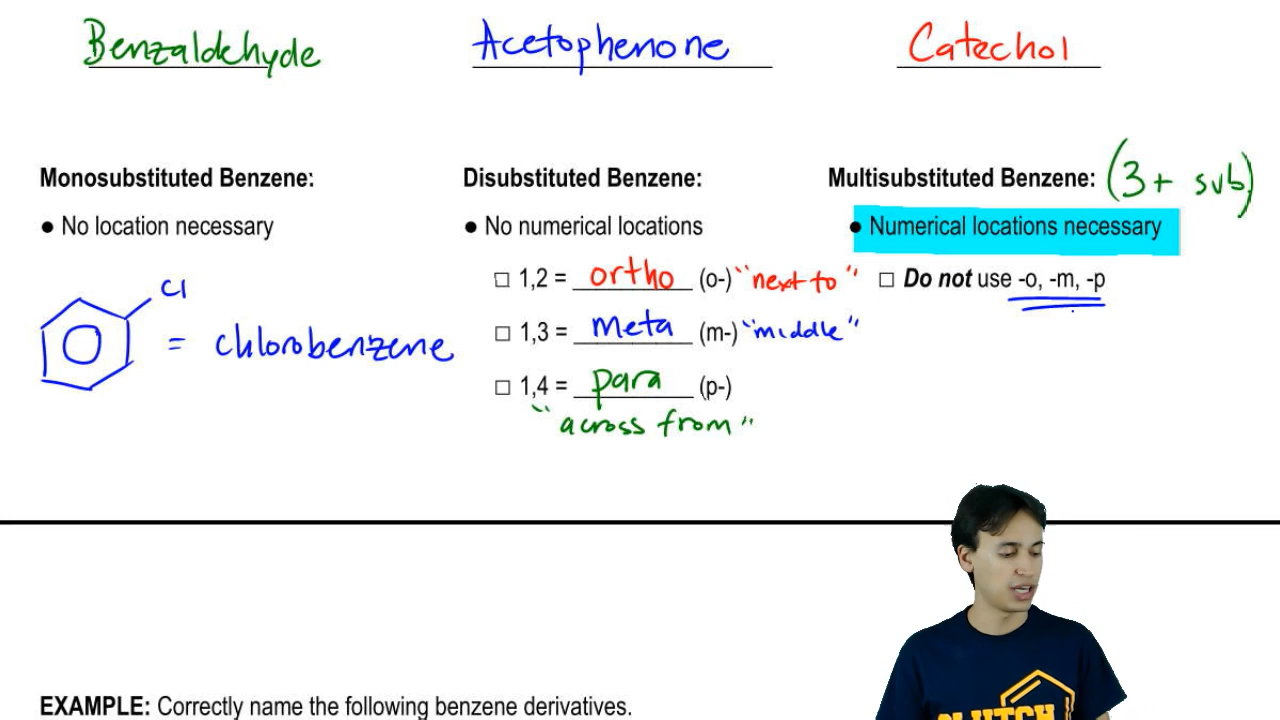 Benzaldehyde Acetophenone Catechol
Monosubstituted Benzene: Disubstituted Benzene: Multisubstituted Benzene: (3+ sub)
● No location necessary
Cl
= chlorobenzene
● No numerical locations
□ 1,2 = ortho (o-) "next to"
□ 1,3 = meta (m-) "middle"
□ 1,4 = para (p-)
"across from"
● Numerical locations necessary
□ Do not use -o, -m, -p
EXAMPLE: Correctly name the following benzene derivatives.
CLUTCH